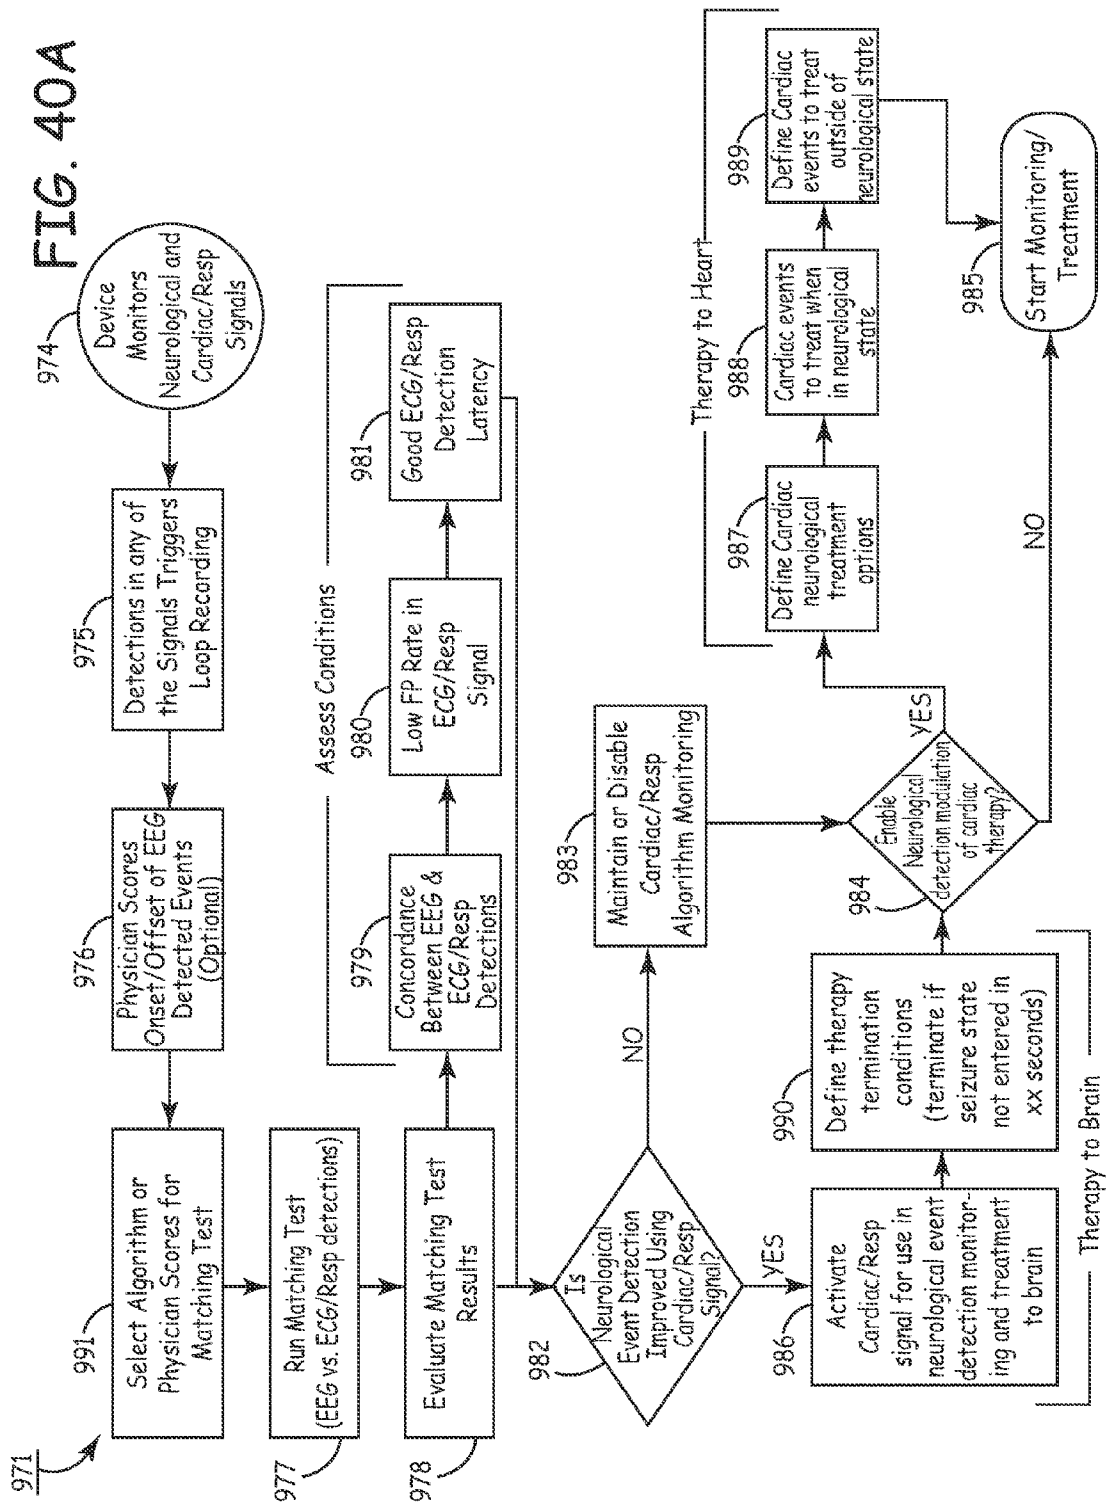 FIG. 40A
971
974
Device
Monitors
Neurological and
Cardiac/Resp
Signals
975
Detections in any of
the Signals Triggers
Loop Recording
976
Physician Scores
Onset/Offset of EEG
Detected Events
(Optional)
991
Select Algorithm or
Physician Scores for
Matching Test
977
Run Matching Test
(EEG vs. ECG/Resp detections)
978
Evaluate Matching Test
Results
Assess Conditions
979
Concordance
Between EEG &
ECG/Resp
Detections
980
Low FP Rate in
ECG/Resp
Signal
981
Good ECG/Resp
Detection
Latency
982
Is
Neurological
Event Detection
Improved Using
Cardiac/Resp
Signal?
NO
YES
983
Maintain or Disable
Cardiac/Resp
Algorithm Monitoring
986
Activate
Cardiac/Resp
signal for use in
neurological event
detection monitor-
ing and treatment
to brain
990
Define therapy
termination
conditions
(terminate if
seizure state
not entered in
xx seconds)
Therapy to Brain
984
Enable
Neurological
detection modulation
of cardiac
therapy?
YES
NO
Therapy to Heart
987
Define Cardiac
neurological
treatment
options
988
Cardiac events
to treat when
in neurological
state
989
Define Cardiac
events to treat
outside of
neurological state
985
Start Monitoring/
Treatment